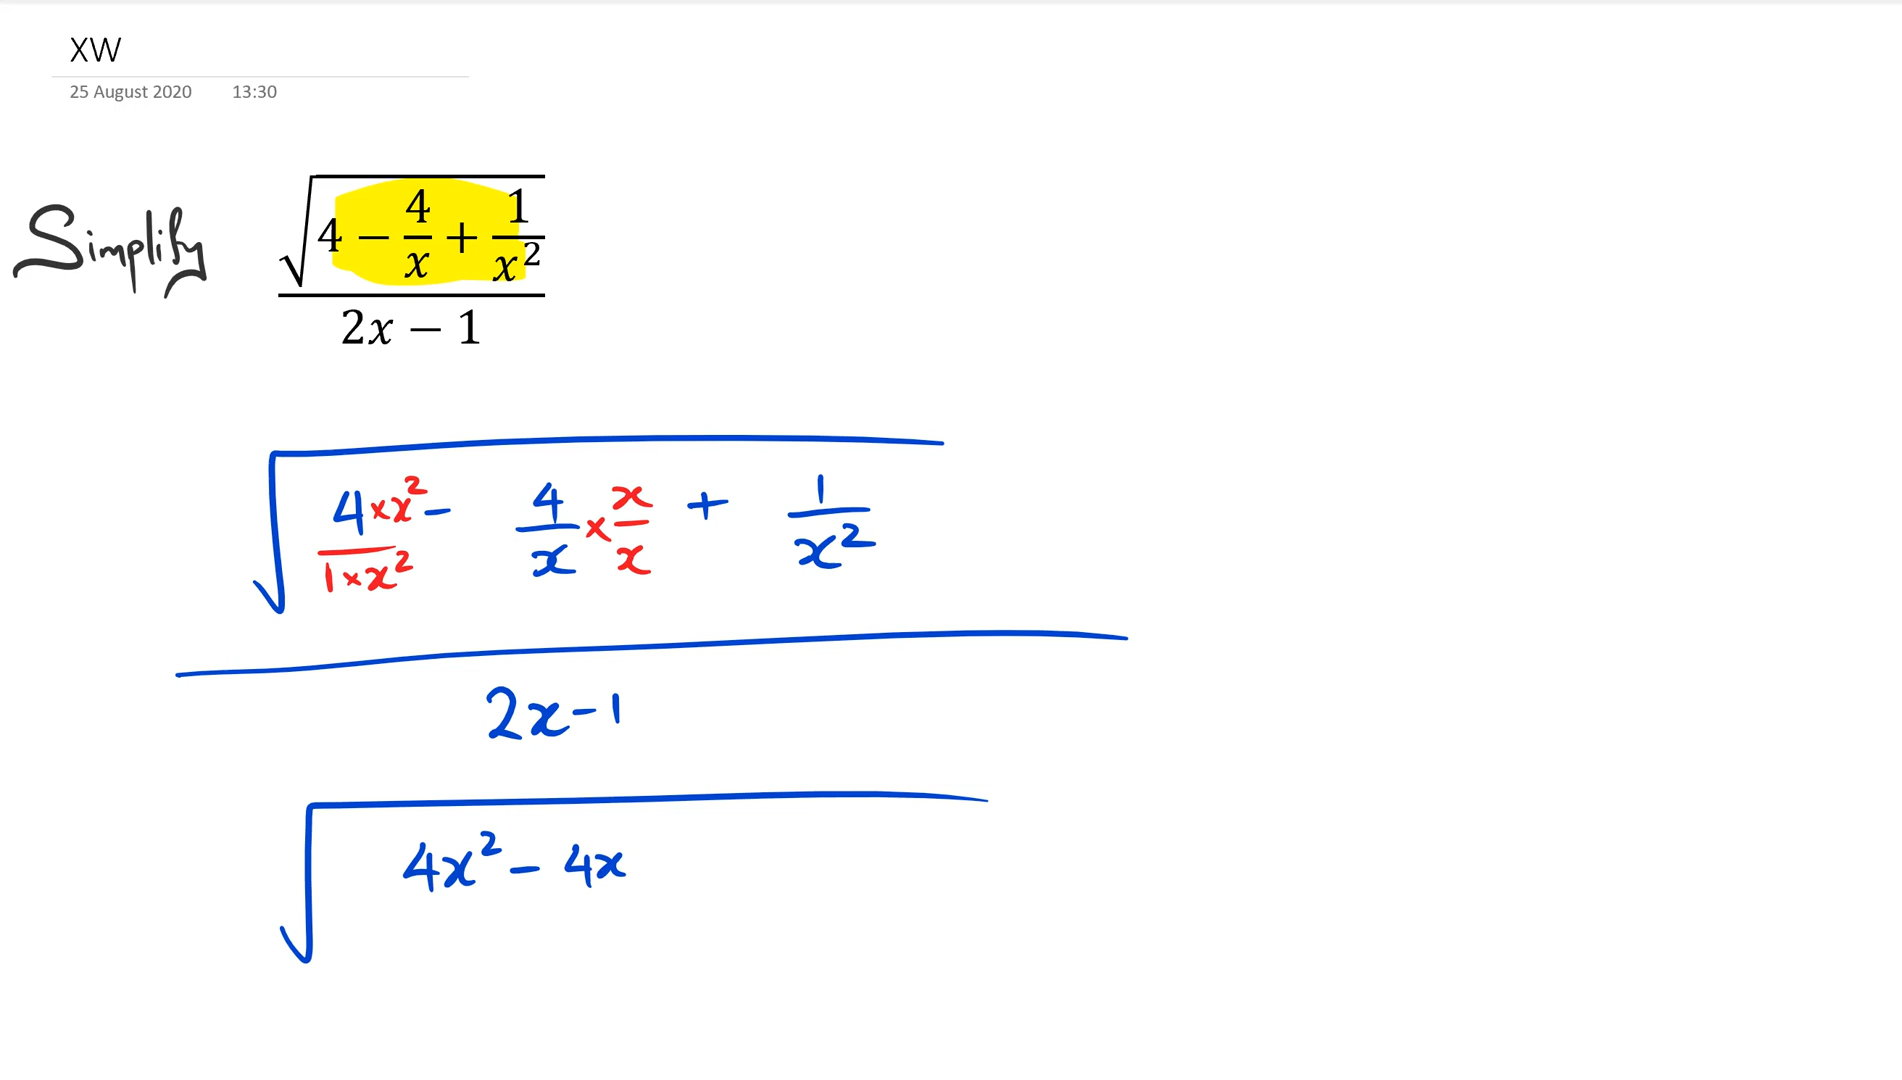 XW
25 August 2020 13:30
Simplify √(4 − 4/x + 1/x²)
2x − 1
√(4×x²/1×x² − 4/x × x/x + 1/x²)
2x − 1
√(4x² − 4x